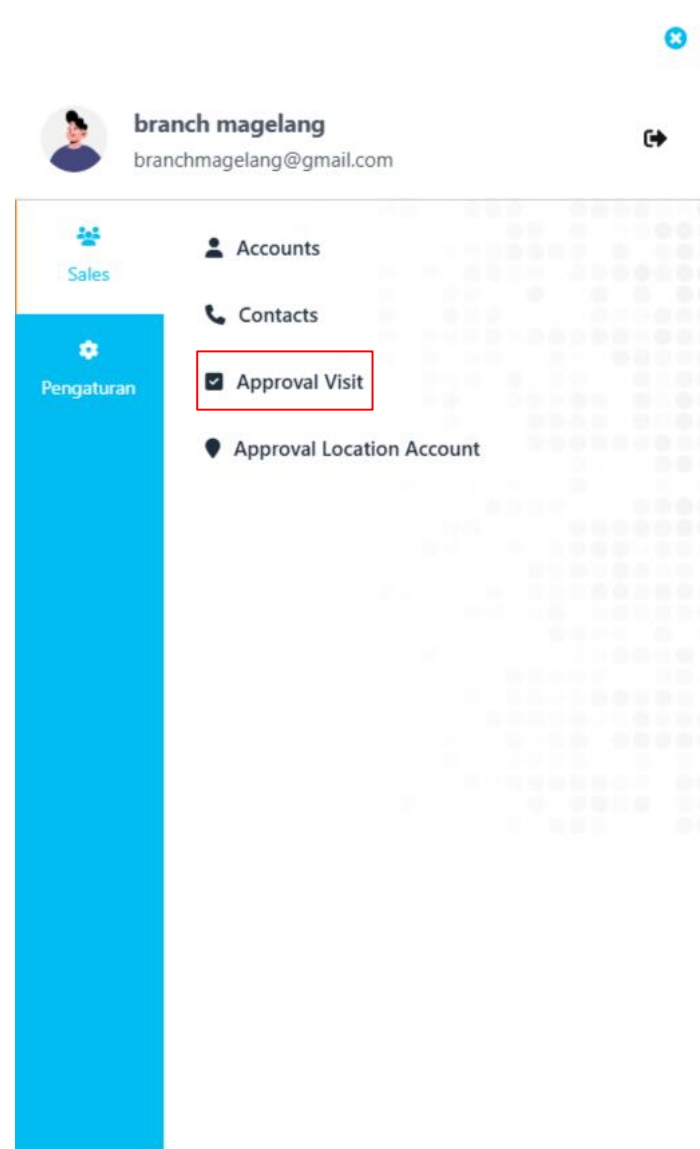 branch magelang
branchmagelang@gmail.com
Sales
Pengaturan
Accounts
Contacts
Approval Visit
Approval Location Account